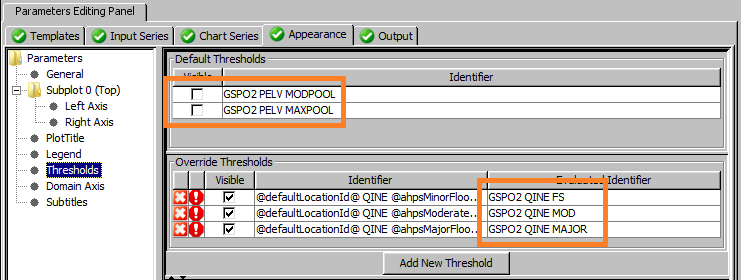 Parameters Editing Panel
Templates Input Series Chart Series Appearance Output
Parameters
General
Subplot 0 (Top)
Left Axis
Right Axis
PlotTitle
Legend
Thresholds
Domain Axis
Subtitles
Default Thresholds
Visible Identifier
GSPO2 PELV MODPOOL
GSPO2 PELV MAXPOOL
Override Thresholds
Visible Identifier Evaluated Identifier
@defaultLocationId@ QINE @ahpsMinorFloo... GSPO2 QINE FS
@defaultLocationId@ QINE @ahpsModerate... GSPO2 QINE MOD
@defaultLocationId@ QINE @ahpsMajorFloo... GSPO2 QINE MAJOR
Add New Threshold